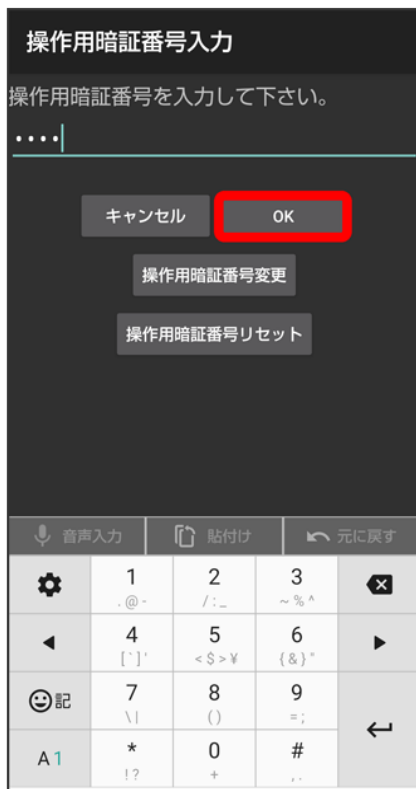 操作用暗証番号入力
操作用暗証番号を入力して下さい。
••••
キャンセル OK
操作用暗証番号変更
操作用暗証番号リセット
音声入力 貼付け 元に戻す
1 2 3
. @ - / : _ ~ % ^
4 5 6
[ ` ] ' < $ > ¥ { & } "
記 7 8 9
\ | ( ) = ;
A1 * 0 #
! ? + , .